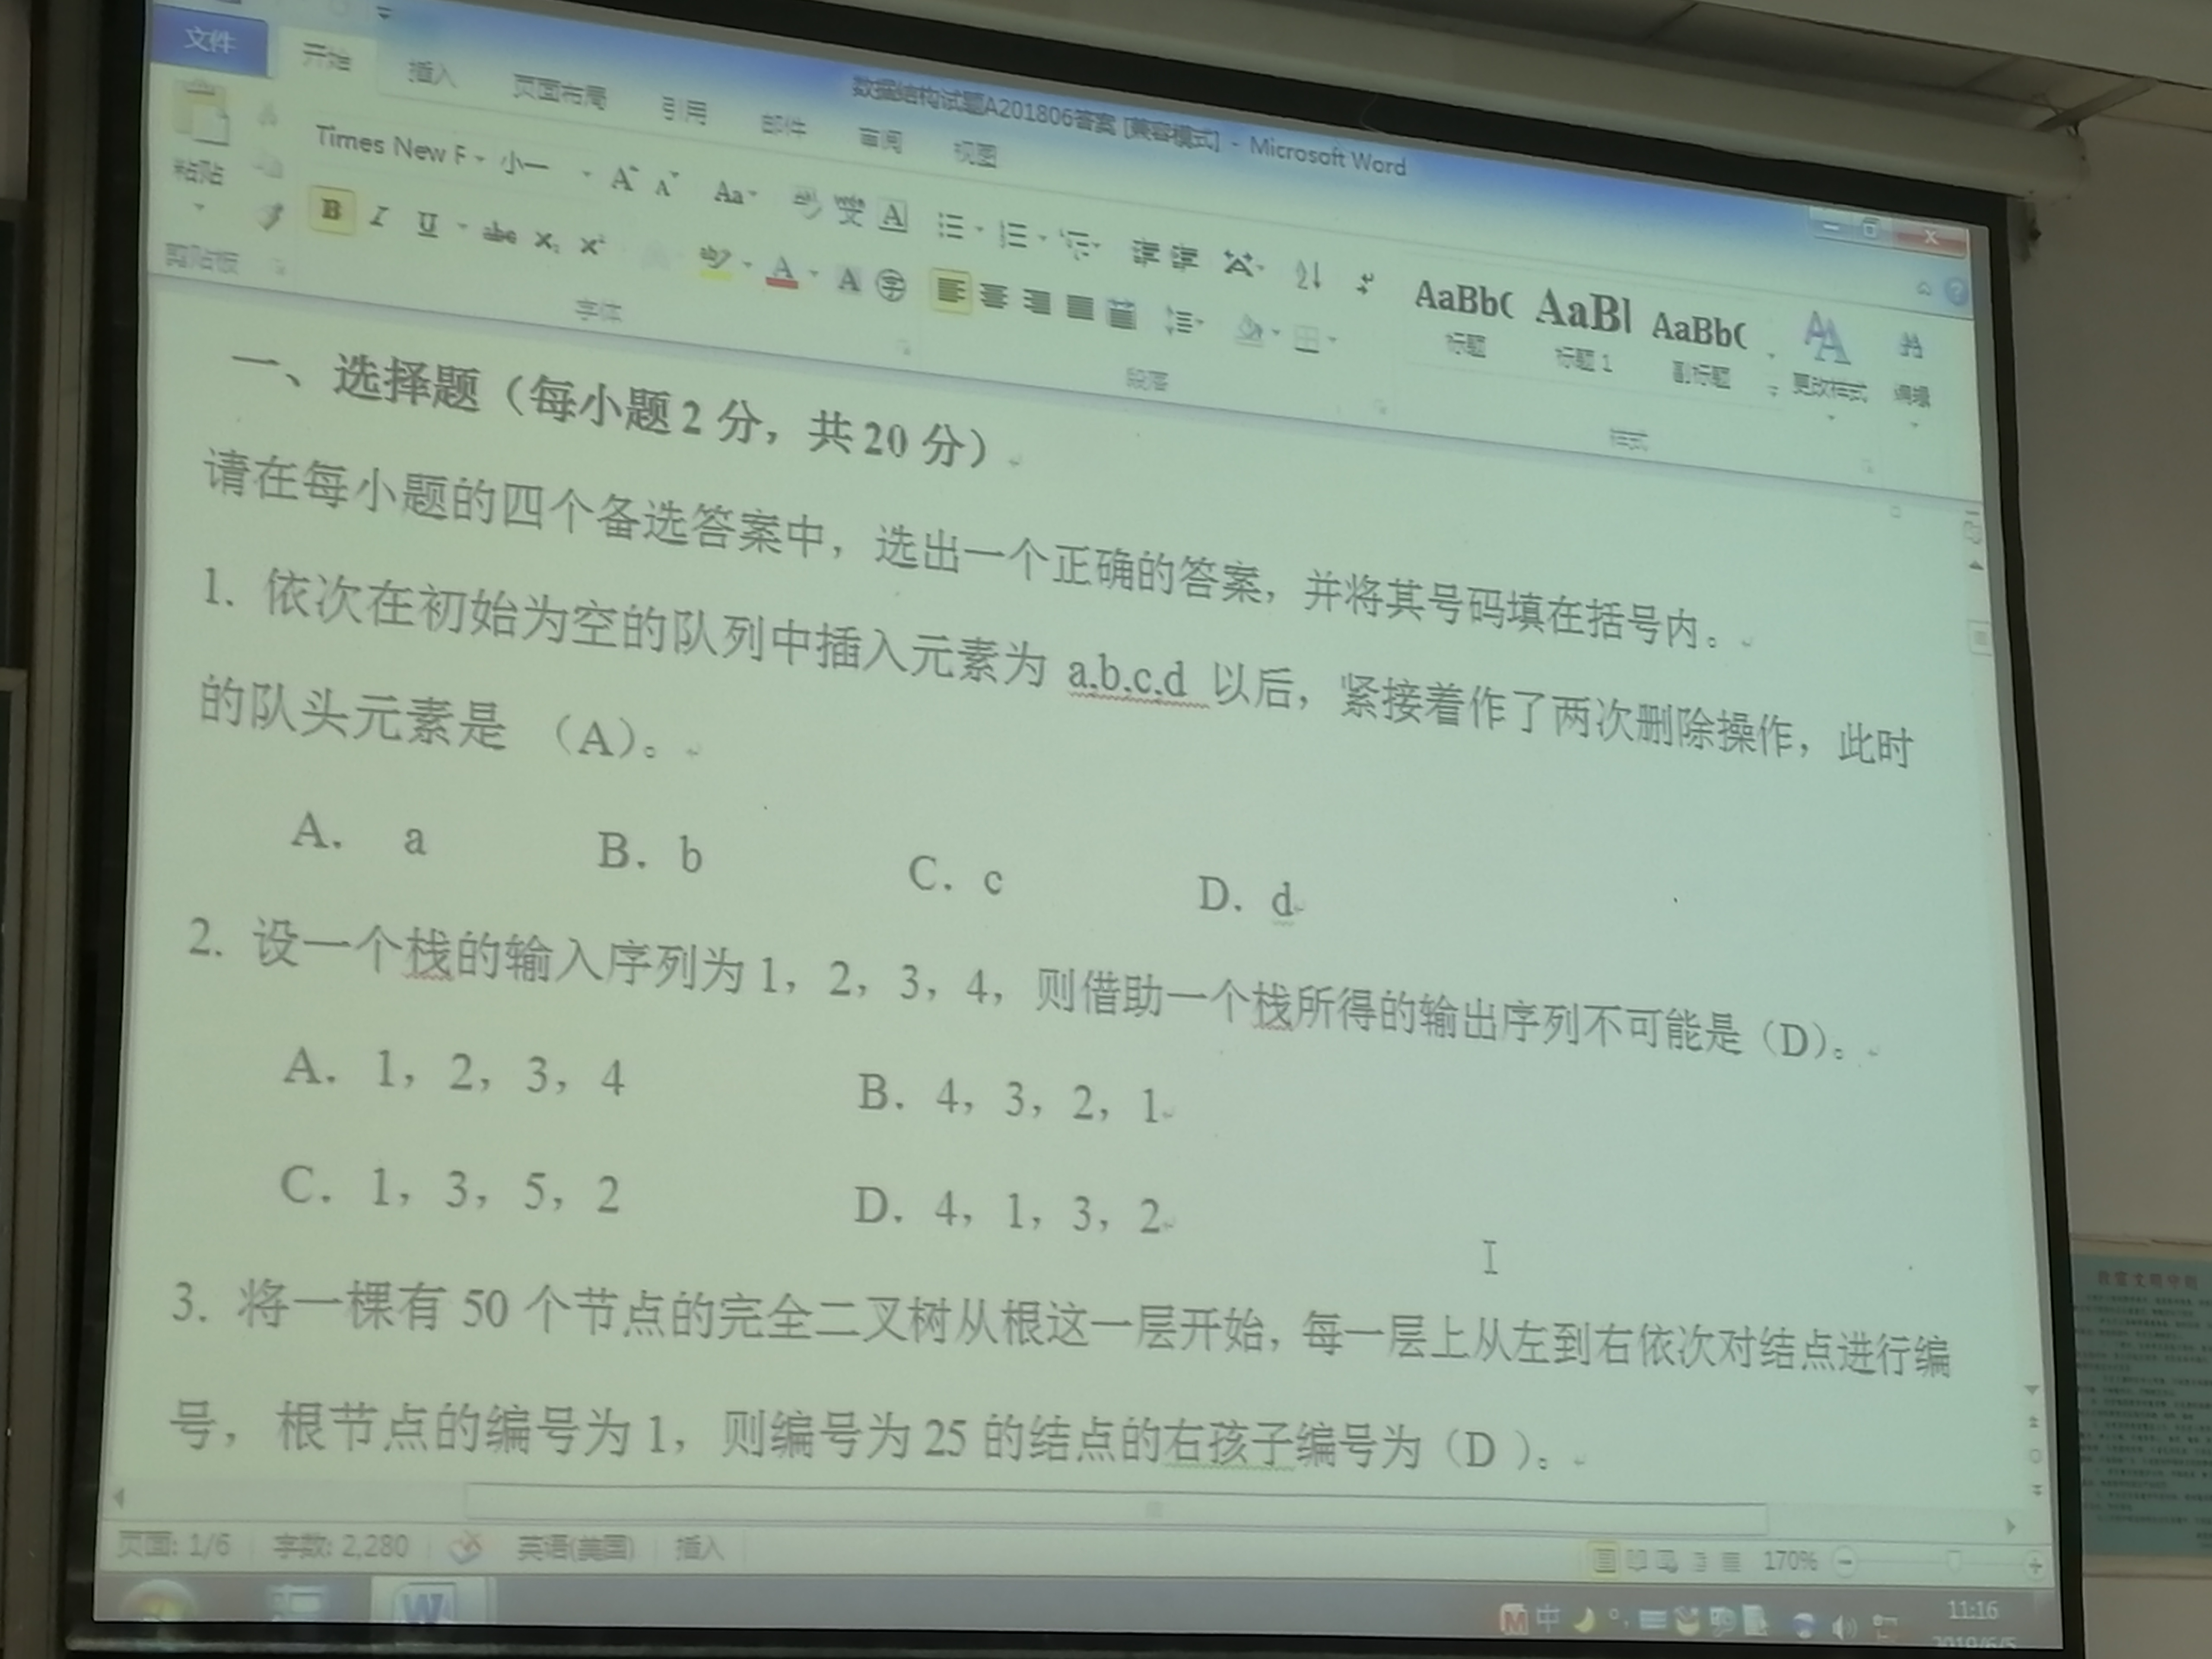 数据结构试题A201806答案 [兼容模式] - Microsoft Word
文件 开始 插入 页面布局 引用 邮件 审阅 视图
粘贴
剪贴板
Times New F 小一
字体
段落
AaBbC AaBl AaBbC
标题 标题 1 副标题 更改样式 编辑
样式
一、选择题（每小题 2 分，共 20 分）
请在每小题的四个备选答案中，选出一个正确的答案，并将其号码填在括号内。
1. 依次在初始为空的队列中插入元素为 a,b,c,d 以后，紧接着作了两次删除操作，此时
的队头元素是 （A）。
A. a B. b C. c D. d
2. 设一个栈的输入序列为 1，2，3，4，则借助一个栈所得的输出序列不可能是（D）。
A. 1，2，3，4 B. 4，3，2，1
C. 1，3，5，2 D. 4，1，3，2
3. 将一棵有 50 个节点的完全二叉树从根这一层开始，每一层上从左到右依次对结点进行编
号，根节点的编号为 1，则编号为 25 的结点的右孩子编号为（D ）。
页面: 1/6 字数: 2,280 英语(美国) 插入 170%
中 11:16
2019/6/5